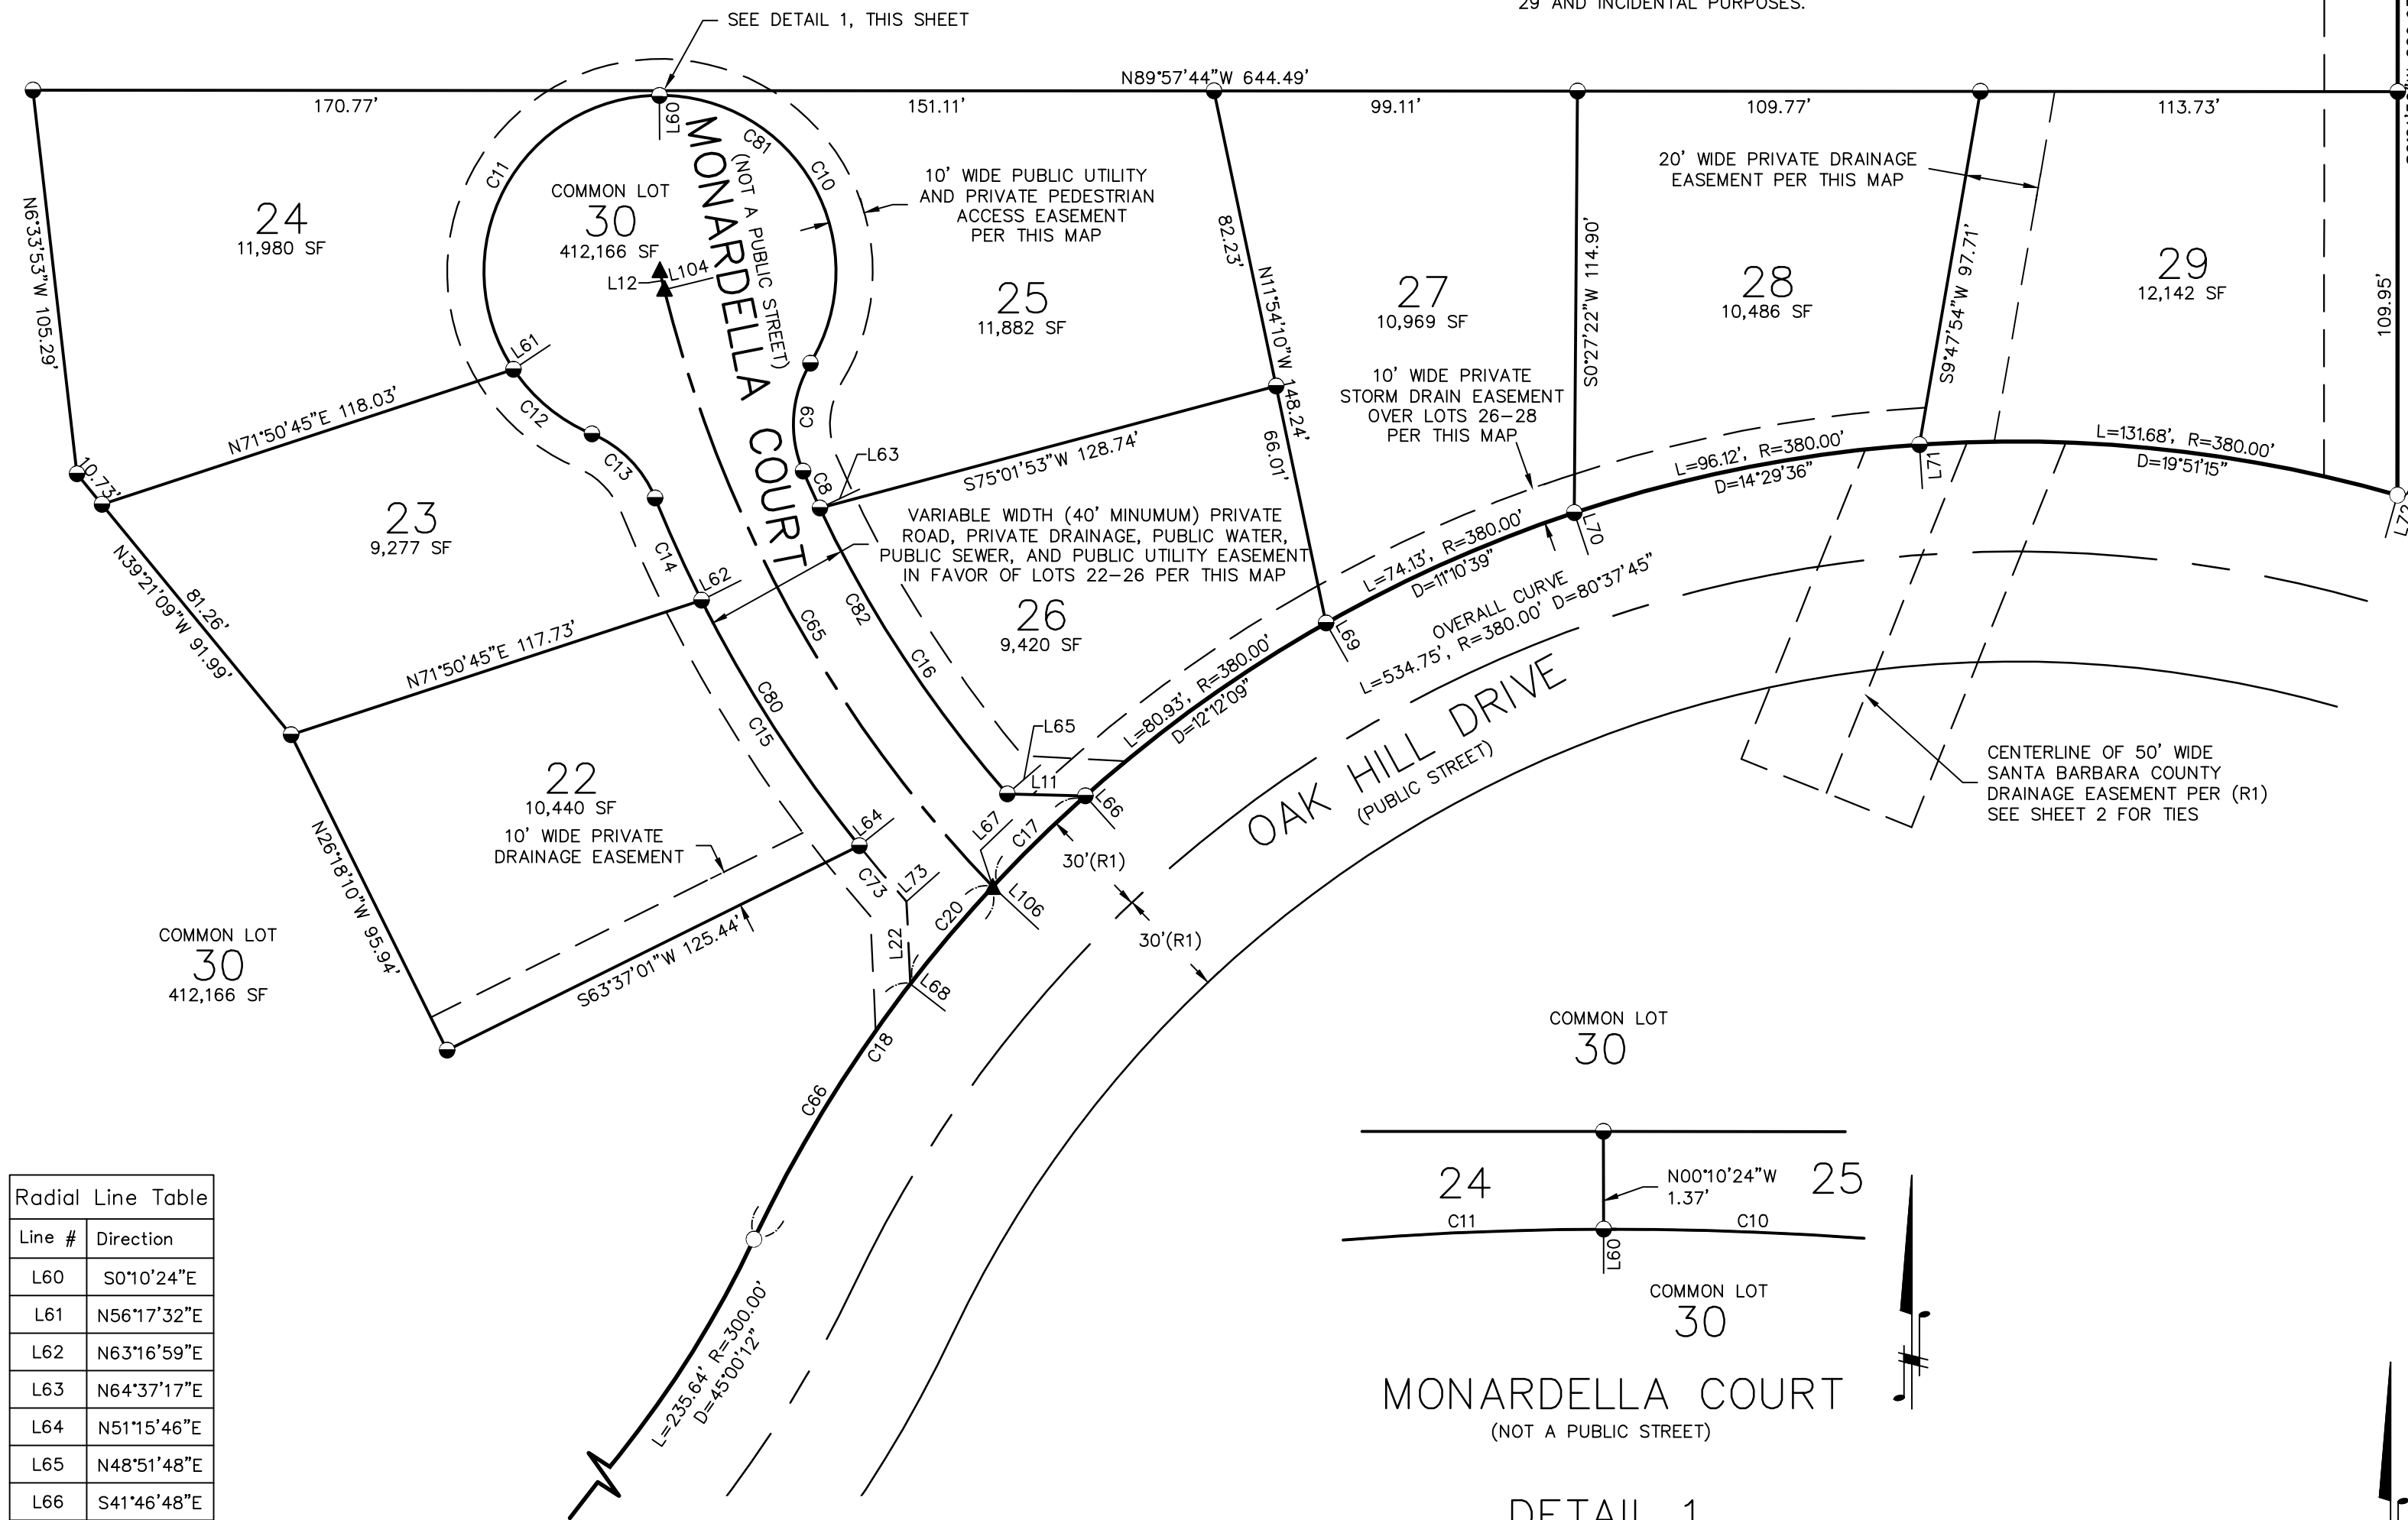 29 AND INCIDENTAL PURPOSES.
SEE DETAIL 1, THIS SHEET
N89°57'44"W 644.49'
170.77'
151.11'
99.11'
109.77'
113.73'
L60
C81
C10
C11
MONARDELLA COURT
(NOT A PUBLIC STREET)
COMMON LOT
30
412,166 SF
L12
L104
10' WIDE PUBLIC UTILITY
AND PRIVATE PEDESTRIAN
ACCESS EASEMENT
PER THIS MAP
20' WIDE PRIVATE DRAINAGE
EASEMENT PER THIS MAP
N6°33'53"W 105.29'
24
11,980 SF
25
11,882 SF
82.23'
N11°54'10"W 148.24'
66.01'
27
10,969 SF
S0°27'22"W 114.90'
28
10,486 SF
S9°47'54"W 97.71'
29
12,142 SF
109.95'
L61
C12
C13
C9
C8
L63
10' WIDE PRIVATE
STORM DRAIN EASEMENT
OVER LOTS 26-28
PER THIS MAP
N71°50'45"E 118.03'
10.73'
S75°01'53"W 128.74'
L=96.12', R=380.00'
D=14°29'36"
L71
L=131.68', R=380.00'
D=19°51'15"
L72
23
9,277 SF
C14
L62
VARIABLE WIDTH (40' MINUMUM) PRIVATE
ROAD, PRIVATE DRAINAGE, PUBLIC WATER,
PUBLIC SEWER, AND PUBLIC UTILITY EASEMENT
IN FAVOR OF LOTS 22-26 PER THIS MAP
L=74.13', R=380.00'
D=11°10'39"
L70
81.26'
N39°21'09"W 91.99'
C65
C82
26
9,420 SF
L69
OVERALL CURVE
L=534.75', R=380.00' D=80°37'45"
N71°50'45"E 117.73'
C80
C15
C16
L=80.93', R=380.00'
D=12°12'09"
OAK HILL DRIVE
(PUBLIC STREET)
L65
L11
L66
22
10,440 SF
10' WIDE PRIVATE
DRAINAGE EASEMENT
L64
L67
C17
30'(R1)
CENTERLINE OF 50' WIDE
SANTA BARBARA COUNTY
DRAINAGE EASEMENT PER (R1)
SEE SHEET 2 FOR TIES
N26°18'10"W 95.94'
C73
L73
L106
C20
L22
30'(R1)
COMMON LOT
30
412,166 SF
S63°37'01"W 125.44'
L68
C18
C66
L=235.64' R=300.00'
D=45°00'12"
COMMON LOT
30
24
N00°10'24"W
1.37'
25
C11
C10
L60
COMMON LOT
30
MONARDELLA COURT
(NOT A PUBLIC STREET)
DETAIL 1
Radial Line Table
Line # Direction
L60 S0°10'24"E
L61 N56°17'32"E
L62 N63°16'59"E
L63 N64°37'17"E
L64 N51°15'46"E
L65 N48°51'48"E
L66 S41°46'48"E